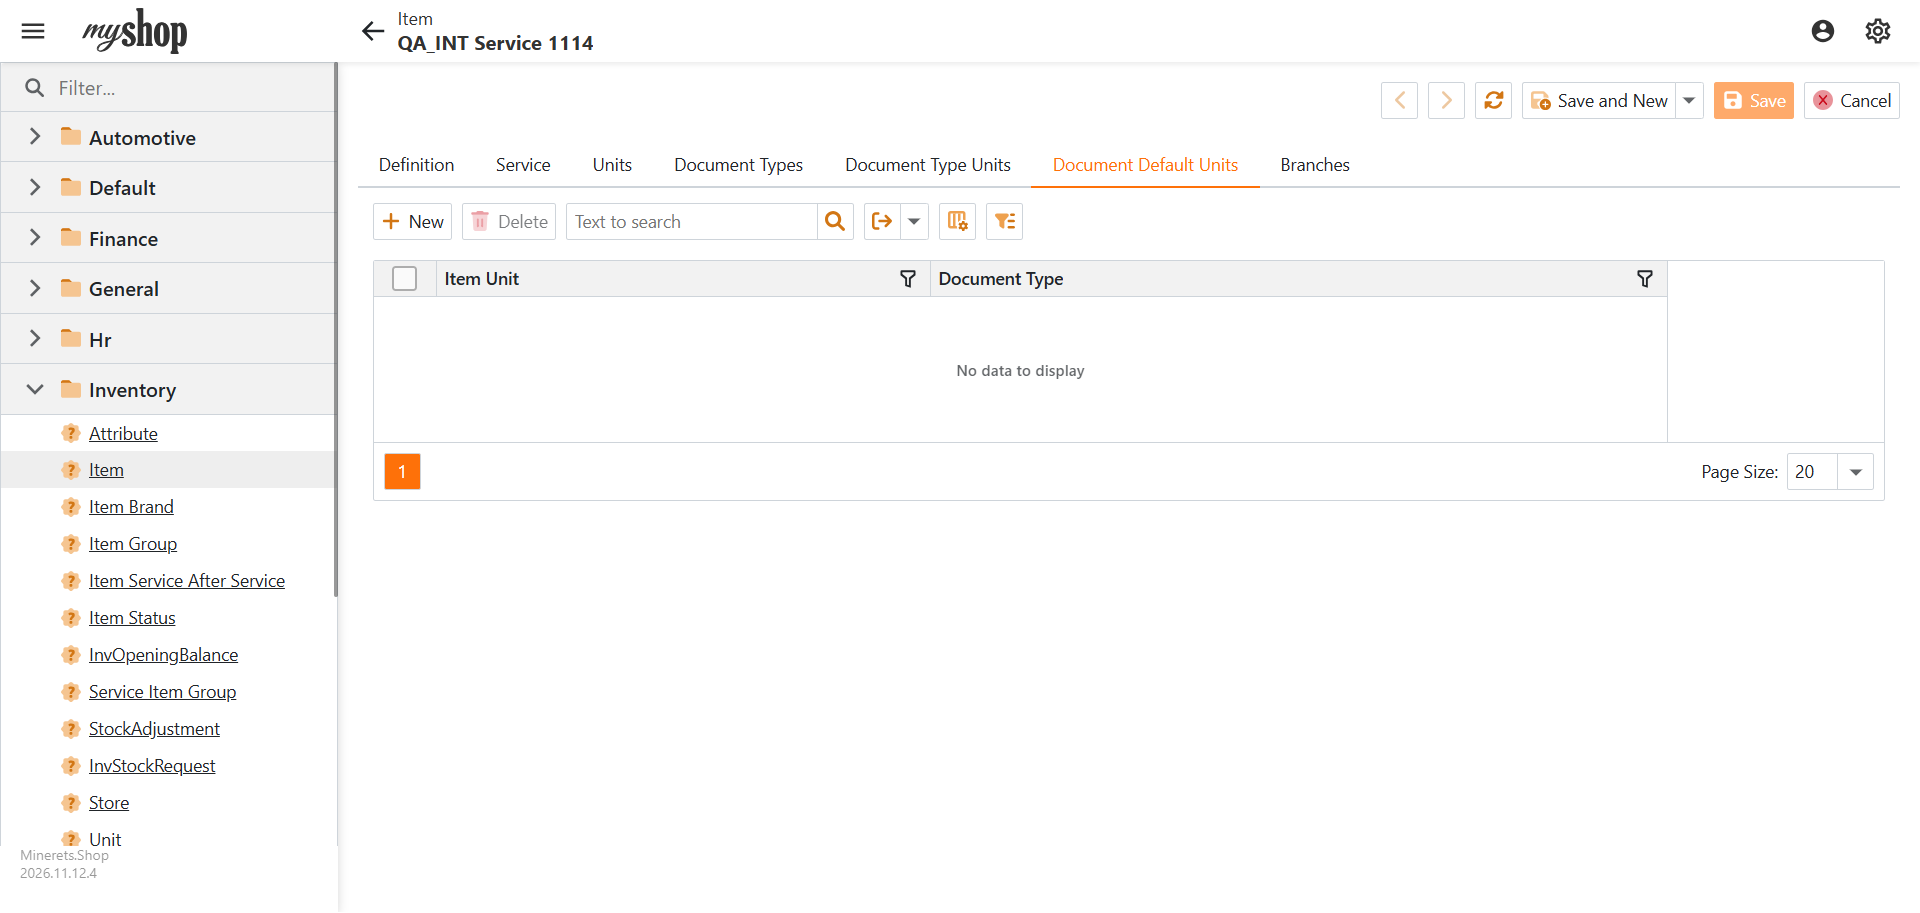 myshop
Item
QA_INT Service 1114
Filter...
Automotive
Default
Finance
General
Hr
Inventory
Attribute
Item
Item Brand
Item Group
Item Service After Service
Item Status
InvOpeningBalance
Service Item Group
StockAdjustment
InvStockRequest
Store
Unit
Minerets.Shop
2026.11.12.4
Save and New
Save
Cancel
Definition
Service
Units
Document Types
Document Type Units
Document Default Units
Branches
New
Delete
Text to search
Item Unit
Document Type
No data to display
1
Page Size:
20